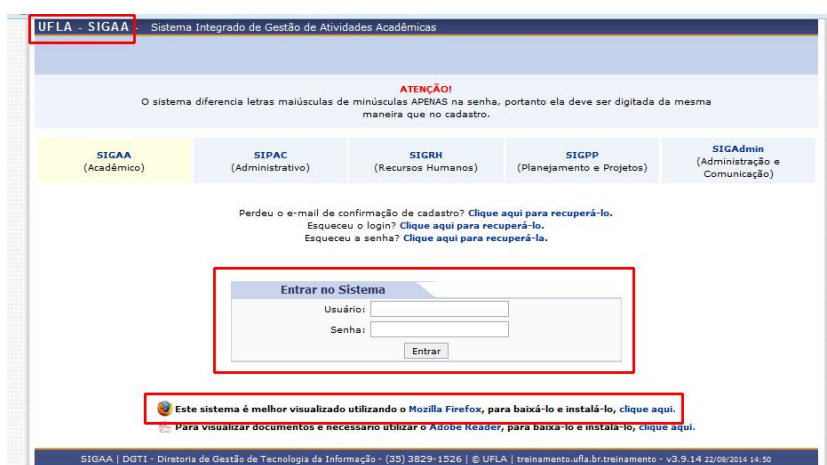 UFLA - SIGAA - Sistema Integrado de Gestão de Atividades Acadêmicas
ATENÇÃO!
O sistema diferencia letras maiúsculas de minúsculas APENAS na senha, portanto ela deve ser digitada da mesma
maneira que no cadastro.
SIGAA
(Acadêmico)
SIPAC
(Administrativo)
SIGRH
(Recursos Humanos)
SIGPP
(Planejamento e Projetos)
SIGAdmin
(Administração e
Comunicação)
Perdeu o e-mail de confirmação de cadastro? Clique aqui para recuperá-lo.
Esqueceu o login? Clique aqui para recuperá-lo.
Esqueceu a senha? Clique aqui para recuperá-la.
Entrar no Sistema
Usuário:
Senha:
Entrar
Este sistema é melhor visualizado utilizando o Mozilla Firefox, para baixá-lo e instalá-lo, clique aqui.
Para visualizar documentos é necessário utilizar o Adobe Reader, para baixá-lo e instalá-lo, clique aqui.
SIGAA | DGTI - Diretoria de Gestão de Tecnologia da Informação - (35) 3829-1526 | © UFLA | treinamento.ufla.br.treinamento - v3.9.14 22/09/2014 14:50